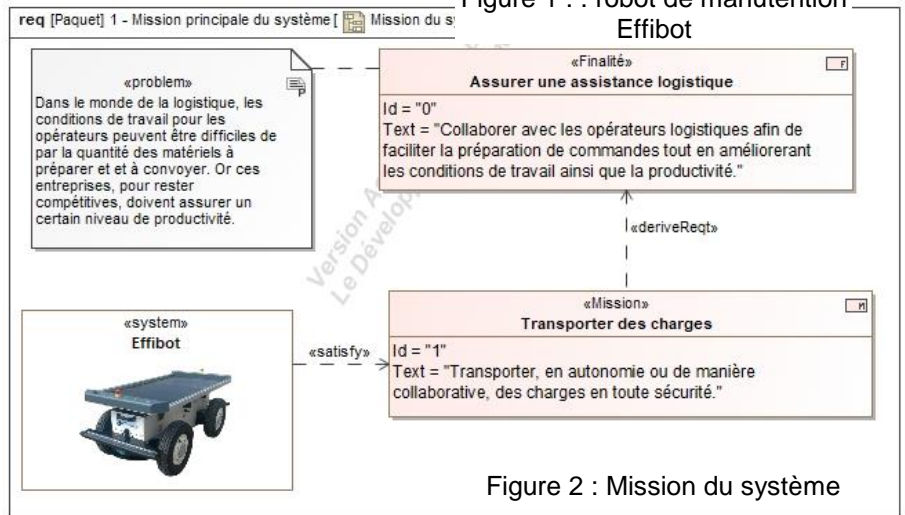 Figure 1 : : robot de manutention
Effibot
req [Paquet] 1 - Mission principale du système [ Mission du
«problem»
Dans le monde de la logistique, les
conditions de travail pour les
opérateurs peuvent être difficiles de
par la quantité des matériels à
préparer et et à convoyer. Or ces
entreprises, pour rester
compétitives, doivent assurer un
certain niveau de productivité.
P
«Finalité»
F
Assurer une assistance logistique
Id = "0"
Text = "Collaborer avec les opérateurs logistiques afin de
faciliter la préparation de commandes tout en améliorerant
les conditions de travail ainsi que la productivité."
Version
Le
«deriveReqt»
«Mission»
M
Transporter des charges
Id = "1"
Text = "Transporter, en autonomie ou de manière
collaborative, des charges en toute sécurité."
«system»
Effibot
«satisfy»
Figure 2 : Mission du système